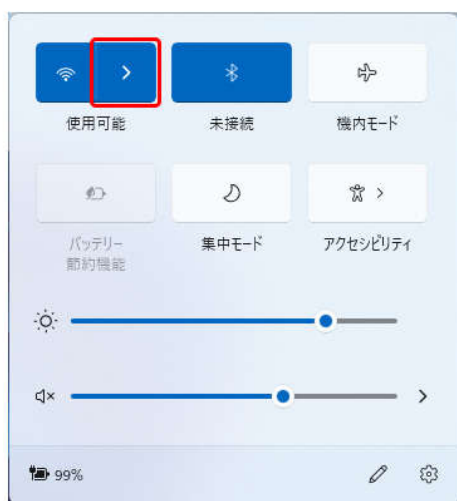 使用可能
未接続
機内モード
バッテリー
節約機能
集中モード
アクセシビリティ
99%